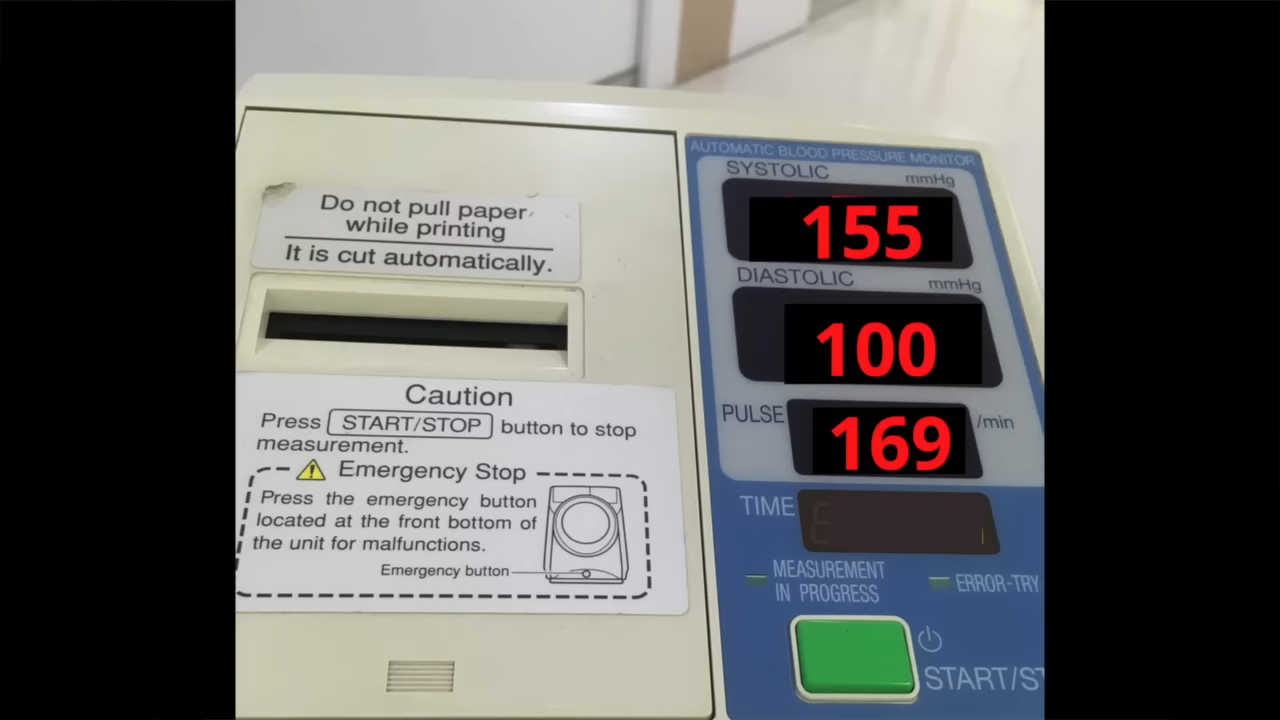 Do not pull paper
while printing
It is cut automatically.
Caution
Press START/STOP button to stop
measurement.
Emergency Stop
Press the emergency button
located at the front bottom of
the unit for malfunctions.
Emergency button
AUTOMATIC BLOOD PRESSURE MONITOR
SYSTOLIC mmHg
155
DIASTOLIC mmHg
100
PULSE 169 /min
TIME
MEASUREMENT
IN PROGRESS
ERROR-TRY
START/ST